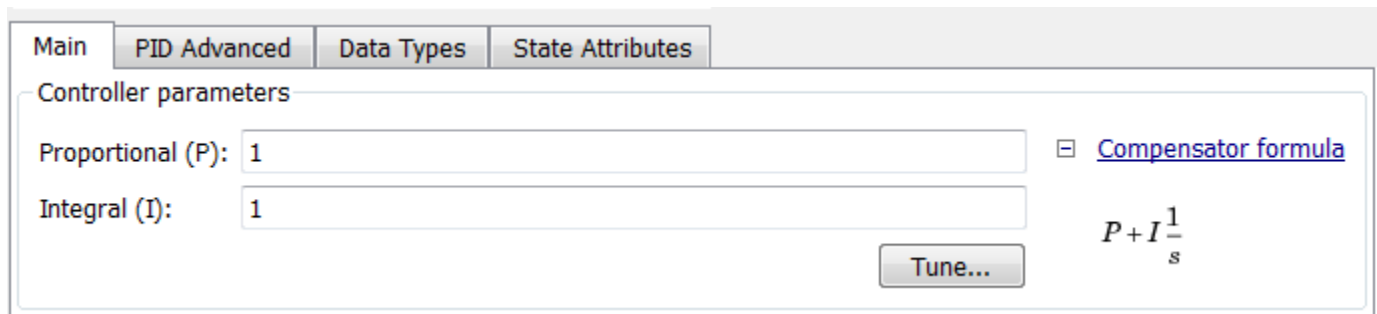 Main PID Advanced Data Types State Attributes
Controller parameters
Proportional (P): 1 Compensator formula
Integral (I): 1
P + I 1/s
Tune...